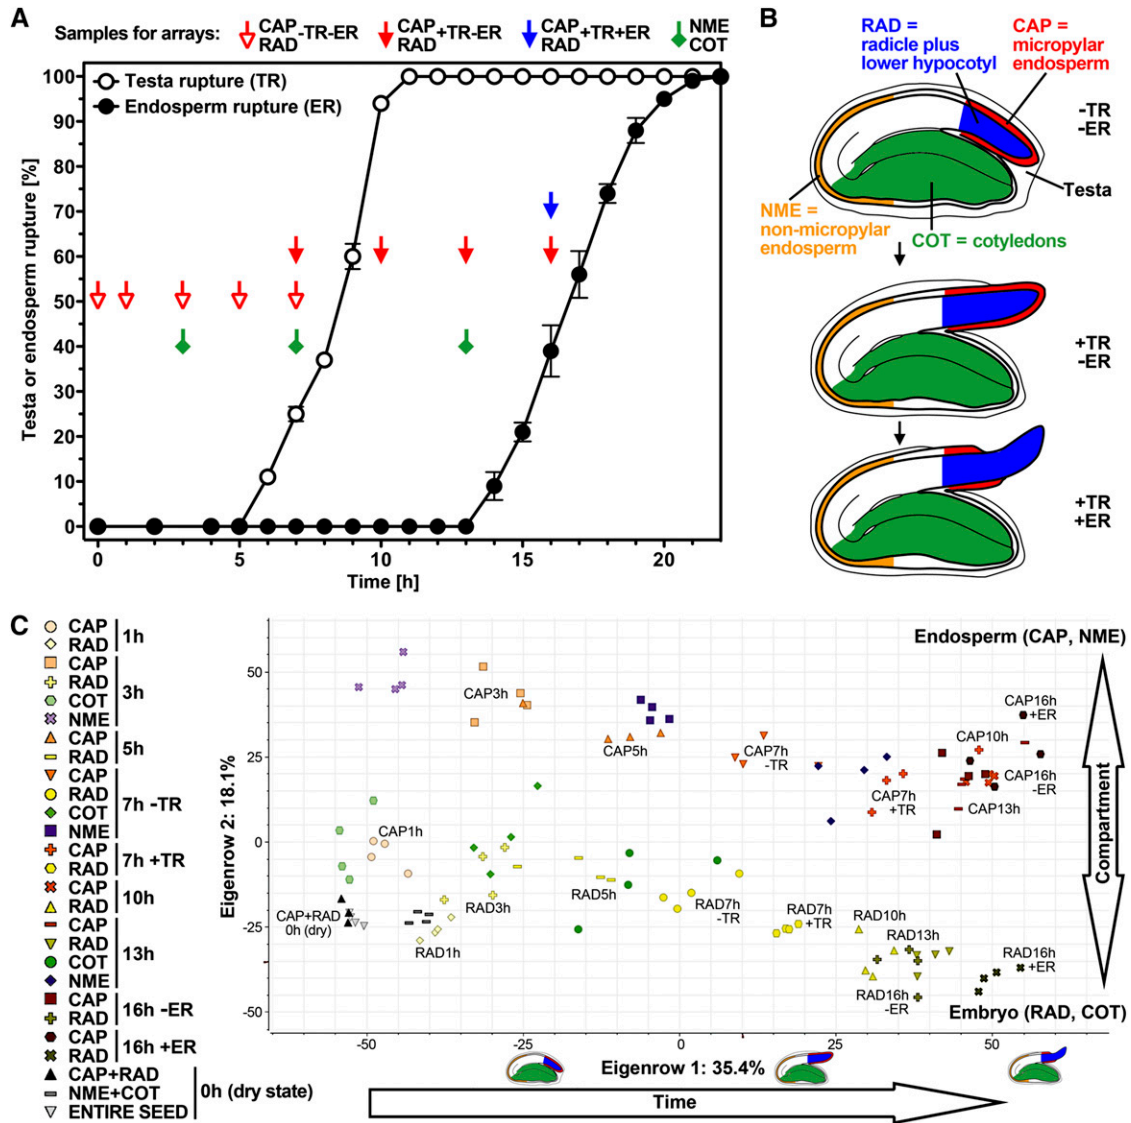 A
Samples for arrays:
CAP-TR-ER
RAD
CAP+TR-ER
RAD
CAP+TR+ER
RAD
NME
COT
Testa rupture (TR)
Endosperm rupture (ER)
Testa or endosperm rupture [%]
100
90
80
70
60
50
40
30
20
10
0
0
5
10
15
20
Time [h]
B
RAD =
radicle plus
lower hypocotyl
CAP =
micropylar
endosperm
-TR
-ER
Testa
NME =
non-micropylar
endosperm
COT = cotyledons
+TR
-ER
+TR
+ER
C
CAP
RAD
1h
CAP
RAD
COT
NME
3h
CAP
RAD
5h
CAP
RAD
COT
NME
7h -TR
CAP
RAD
7h +TR
CAP
RAD
10h
CAP
RAD
COT
NME
13h
CAP
RAD
16h -ER
CAP
RAD
16h +ER
CAP+RAD
NME+COT
ENTIRE SEED
0h (dry state)
Eigenrow 2: 18.1%
50
25
0
-25
-50
Endosperm (CAP, NME)
CAP3h
CAP5h
CAP7h
-TR
CAP10h
CAP16h
+ER
CAP7h
+TR
CAP16h
-ER
CAP13h
CAP1h
CAP+RAD
0h (dry)
RAD1h
RAD3h
RAD5h
RAD7h
-TR
RAD7h
+TR
RAD10h
RAD13h
RAD16h
+ER
RAD16h
-ER
Embryo (RAD, COT)
Compartment
-50
-25
0
25
50
Eigenrow 1: 35.4%
Time